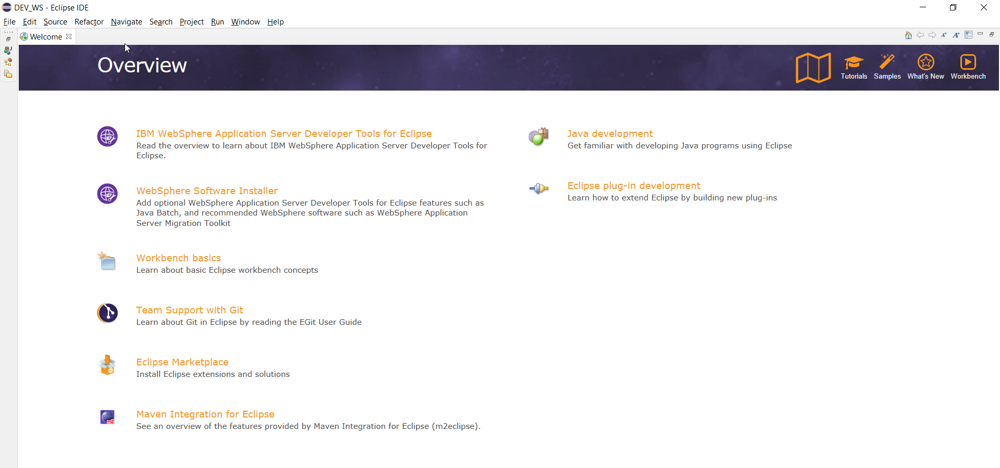 DEV_WS - Eclipse IDE
File Edit Source Refactor Navigate Search Project Run Window Help
Welcome
Overview
Tutorials Samples What's New Workbench
IBM WebSphere Application Server Developer Tools for Eclipse
Read the overview to learn about IBM WebSphere Application Server Developer Tools for
Eclipse.
WebSphere Software Installer
Add optional WebSphere Application Server Developer Tools for Eclipse features such as
Java Batch, and recommended WebSphere software such as WebSphere Application
Server Migration Toolkit
Workbench basics
Learn about basic Eclipse workbench concepts
Team Support with Git
Learn about Git in Eclipse by reading the EGit User Guide
Eclipse Marketplace
Install Eclipse extensions and solutions
m2
Maven Integration for Eclipse
See an overview of the features provided by Maven Integration for Eclipse (m2eclipse).
Java development
Get familiar with developing Java programs using Eclipse
Eclipse plug-in development
Learn how to extend Eclipse by building new plug-ins